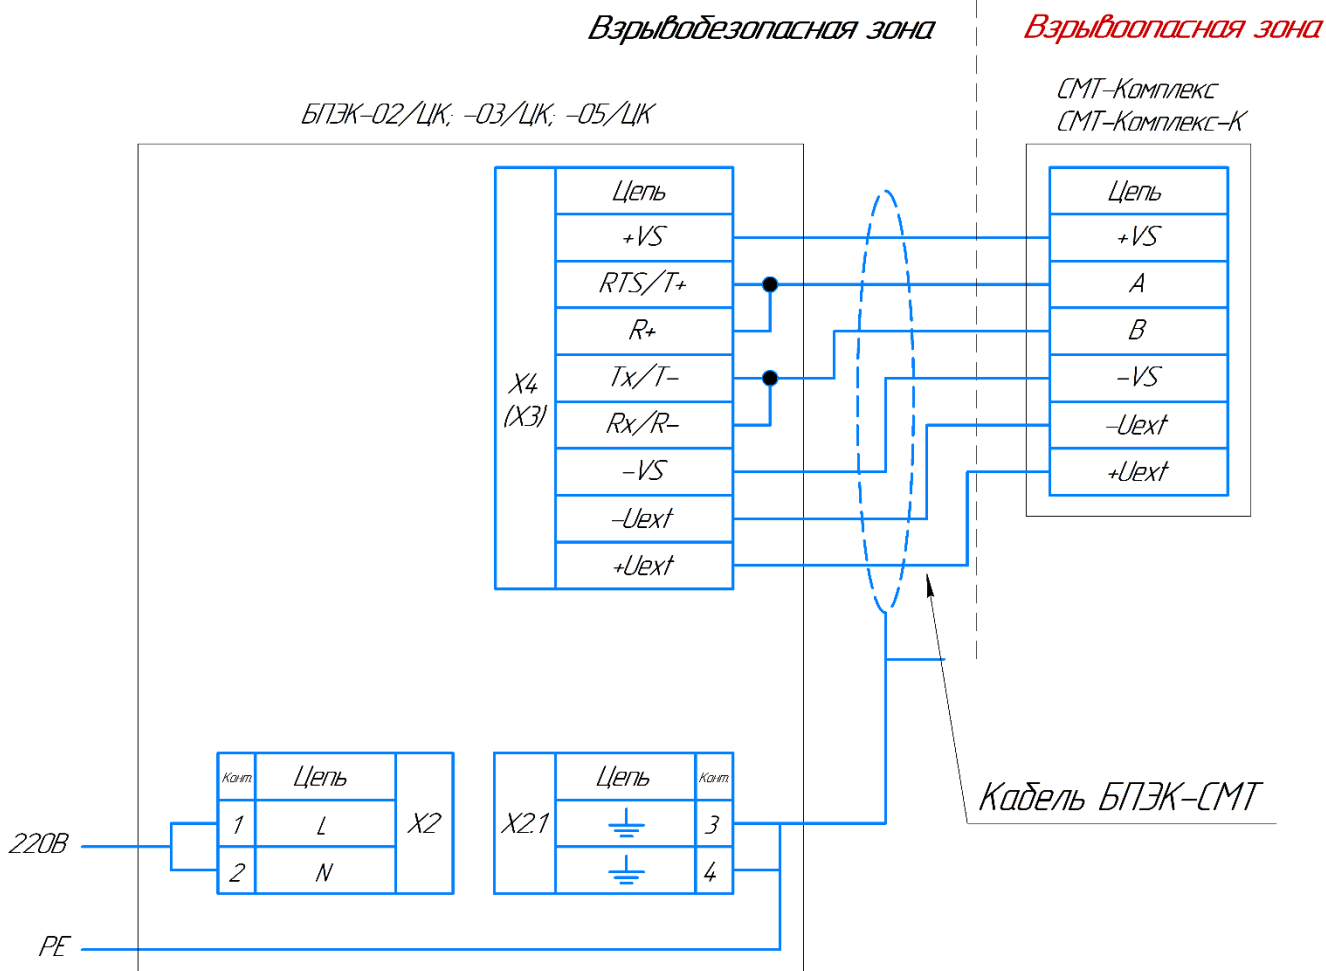 Взрывобезопасная зона
Взрывоопасная зона
БПЭК-02/ЦК; -03/ЦК; -05/ЦК
СМТ-Комплекс
СМТ-Комплекс-К
X4
(X3)
Цепь
+VS
RTS/T+
R+
Tx/T-
Rx/R-
-VS
-Uext
+Uext
Цепь
+VS
A
B
-VS
-Uext
+Uext
Кабель БПЭК-СМТ
220В
PE
Конт.
Цепь
X2
1
L
2
N
X2.1
Цепь
Конт.
3
4